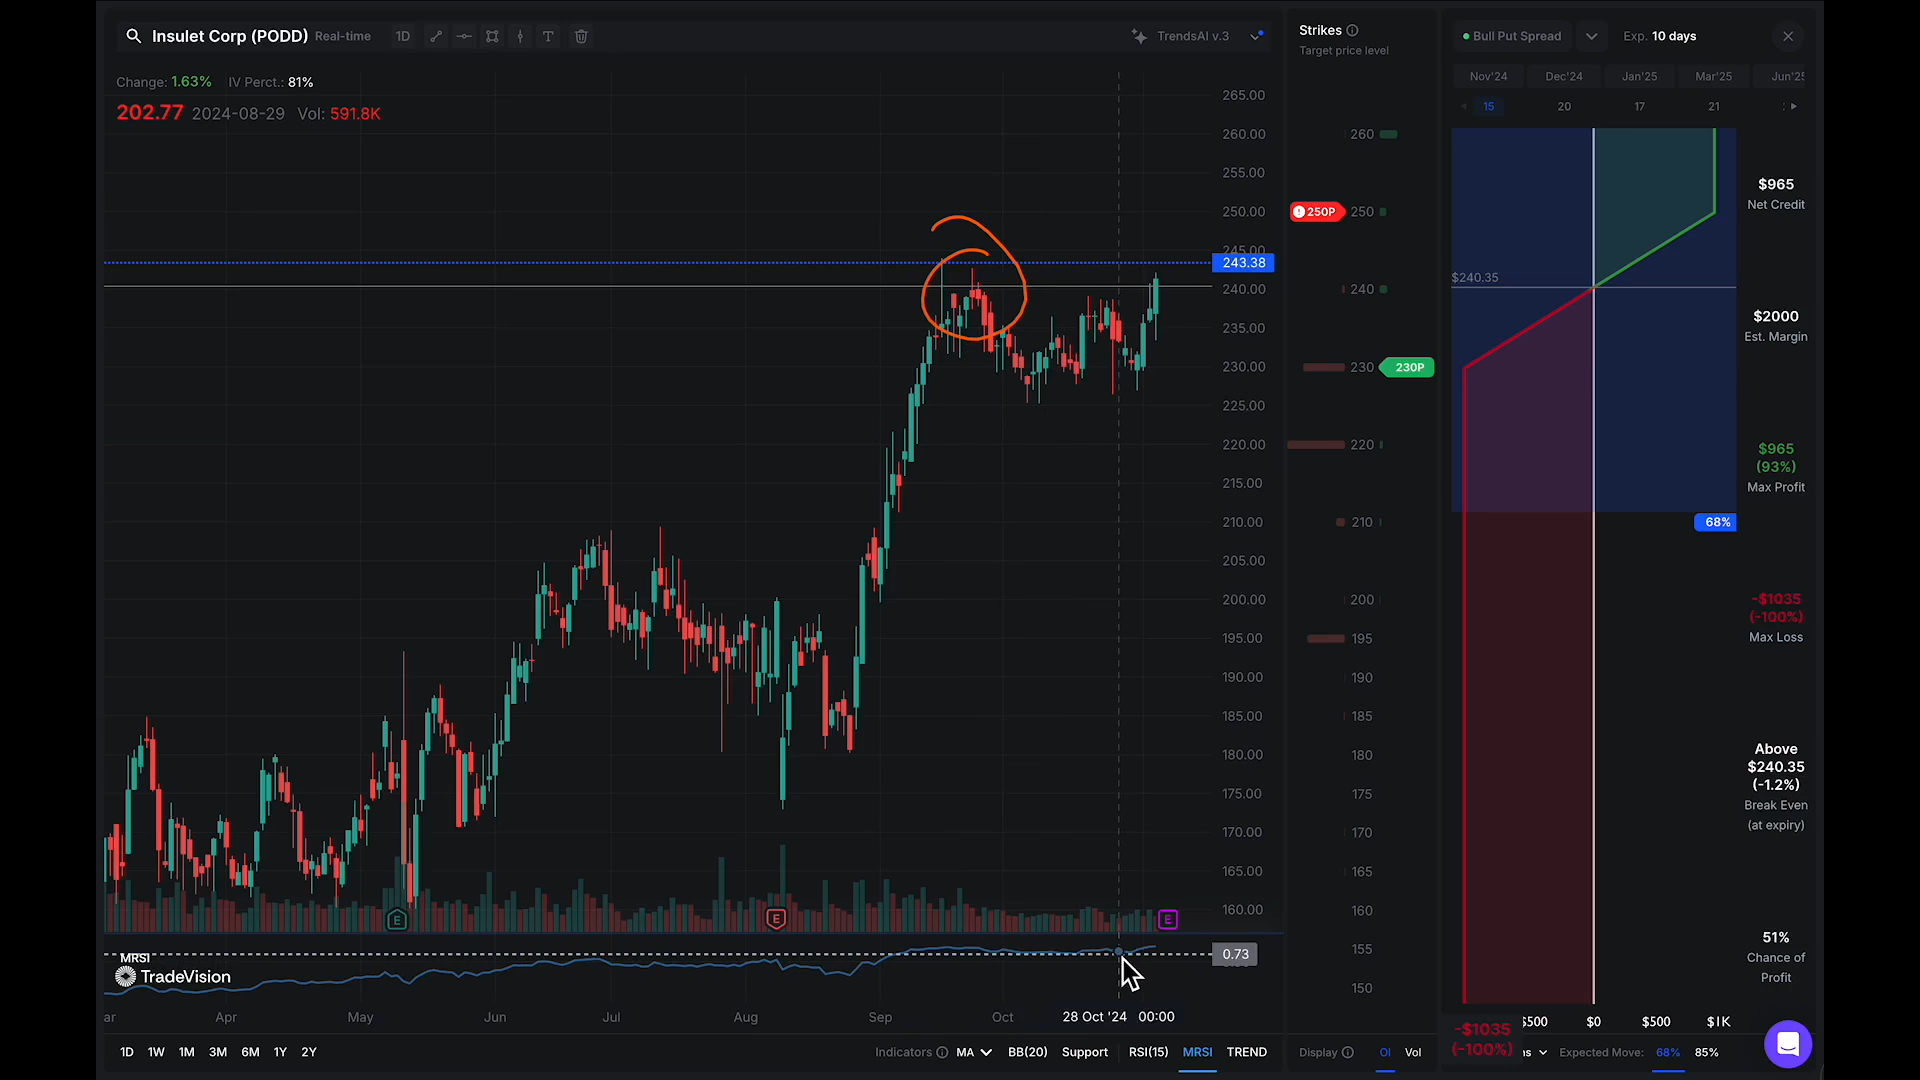 Insulet Corp (PODD) Real-time 1D T TrendsAI v.3
Change: 1.63% IV Perct.: 81%
202.77 2024-08-29 Vol: 591.8K
265.00
260.00
255.00
250.00
245.00
243.38
240.00
235.00
230.00
225.00
220.00
215.00
210.00
205.00
200.00
195.00
190.00
185.00
180.00
175.00
170.00
165.00
160.00
E E E
MRSI
TradeVision
0.73
ar Apr May Jun Jul Aug Sep Oct 28 Oct '24 00:00
1D 1W 1M 3M 6M 1Y 2Y Indicators MA BB(20) Support RSI(15) MRSI TREND
Strikes
Target price level
260
250P 250
240
230 230P
220
210
200
195
190
185
180
175
170
165
160
155
150
Display OI Vol
Bull Put Spread Exp. 10 days
Nov'24 Dec'24 Jan'25 Mar'25 Jun'25
15 20 17 21
$240.35
68%
$965
Net Credit
$2000
Est. Margin
$965
(93%)
Max Profit
-$1035
(-100%)
Max Loss
Above
$240.35
(-1.2%)
Break Even
(at expiry)
51%
Chance of
Profit
$500 $0 $500 $1K
-$1035
(-100%)
Expected Move: 68% 85%